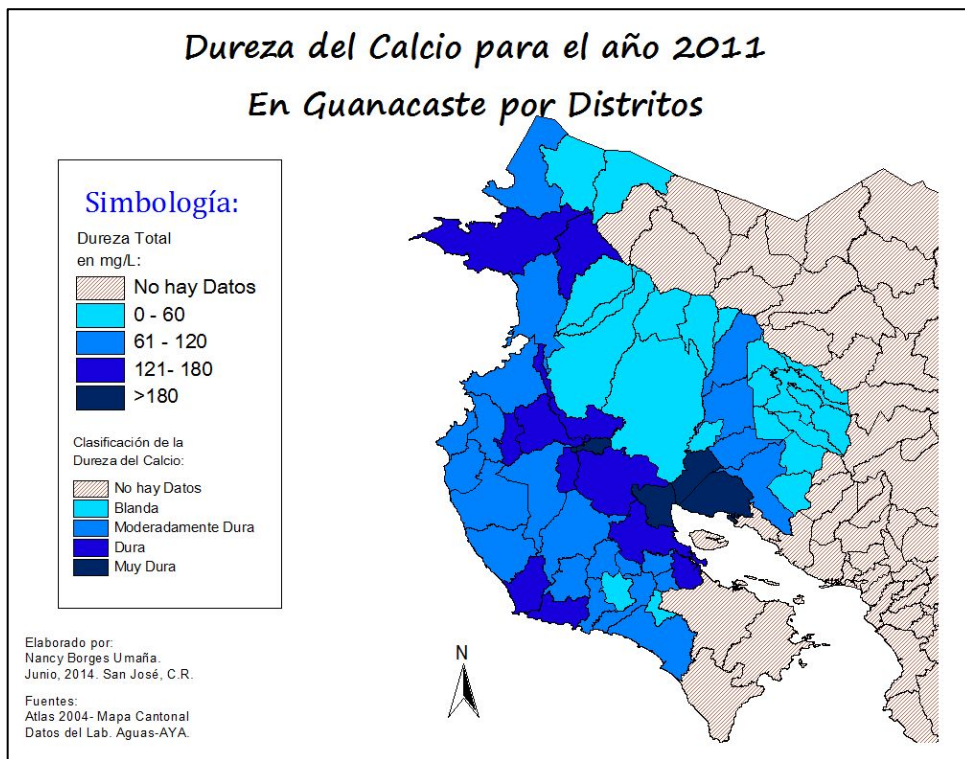 Dureza del Calcio para el año 2011
En Guanacaste por Distritos
Simbología:
Dureza Total
en mg/L:
No hay Datos
0 - 60
61 - 120
121- 180
>180
Clasificación de la
Dureza del Calcio:
No hay Datos
Blanda
Moderadamente Dura
Dura
Muy Dura
Elaborado por:
Nancy Borges Umaña.
Junio, 2014. San José, C.R.
Fuentes:
Atlas 2004- Mapa Cantonal
Datos del Lab. Aguas-AYA.
N